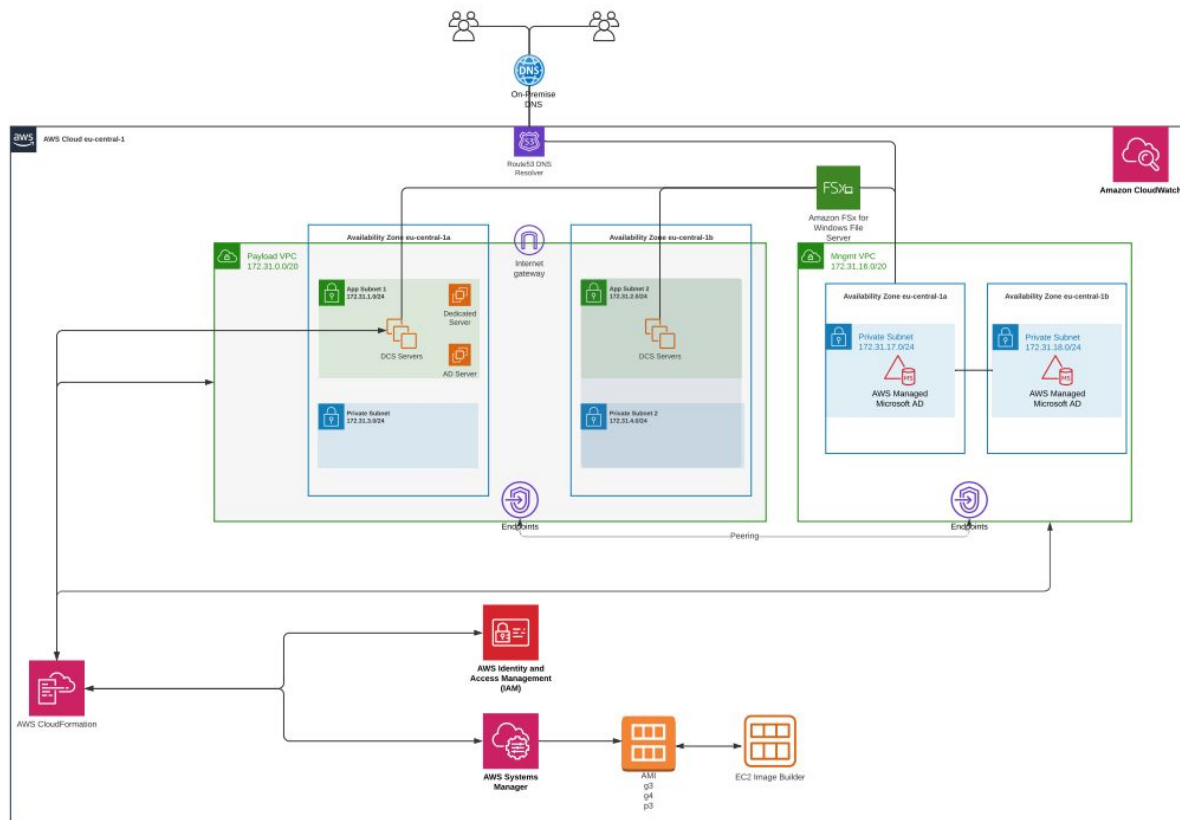 DNS
On-Premise
DNS
aws
AWS Cloud eu-central-1
53
Route53 DNS
Resolver
Amazon CloudWatch
FSx
Amazon FSx for
Windows File
Server
Availability Zone eu-central-1a
Availability Zone eu-central-1b
Payload VPC
172.31.0.0/20
Internet
gateway
Mngmt VPC
172.31.16.0/20
App Subnet 1
172.31.1.0/24
Dedicated
Server
DCS Servers
AD Server
App Subnet 2
172.31.2.0/24
DCS Servers
Availability Zone eu-central-1a
Availability Zone eu-central-1b
Private Subnet
172.31.17.0/24
MS
AWS Managed
Microsoft AD
Private Subnet
172.31.18.0/24
MS
AWS Managed
Microsoft AD
Private Subnet
172.31.3.0/24
Private Subnet 2
172.31.4.0/24
Endpoints
Peering
Endpoints
AWS Identity and
Access Management
(IAM)
AWS CloudFormation
AWS Systems
Manager
AMI
g3
g4
p3
EC2 Image Builder